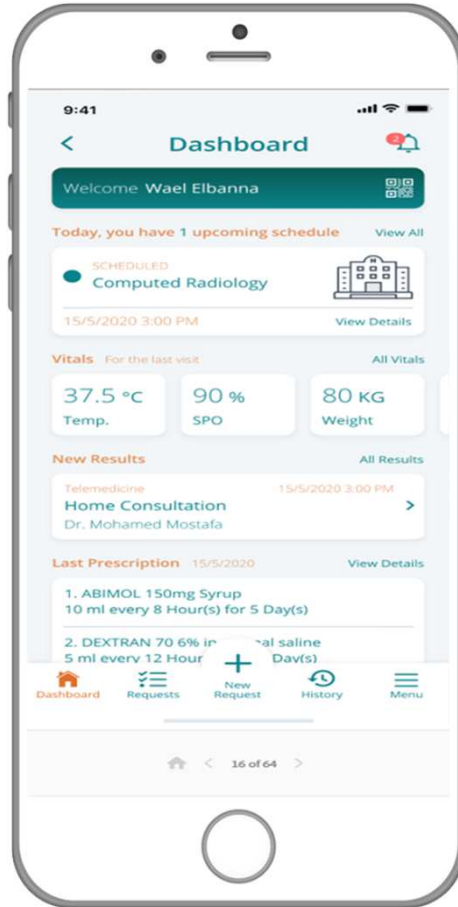 9:41
Dashboard
2
Welcome Wael Elbanna
Today, you have 1 upcoming schedule View All
SCHEDULED
Computed Radiology
H
15/5/2020 3:00 PM View Details
Vitals For the last visit All Vitals
37.5 °C 90 % 80 KG
Temp. SPO Weight
New Results All Results
Telemedicine 15/5/2020 3:00 PM
Home Consultation
Dr. Mohamed Mostafa
Last Prescription 15/5/2020 View Details
1. ABIMOL 150mg Syrup
10 ml every 8 Hour(s) for 5 Day(s)
2. DEXTRAN 70 6% in saline
5 ml every 12 Day(s)
Dashboard Requests New Request History Menu
16 of 64